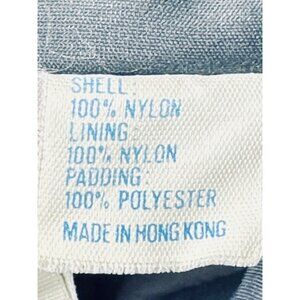 SHELL:
100% NYLON
LINING:
100% NYLON
PADDING:
100% POLYESTER
MADE IN HONG KONG